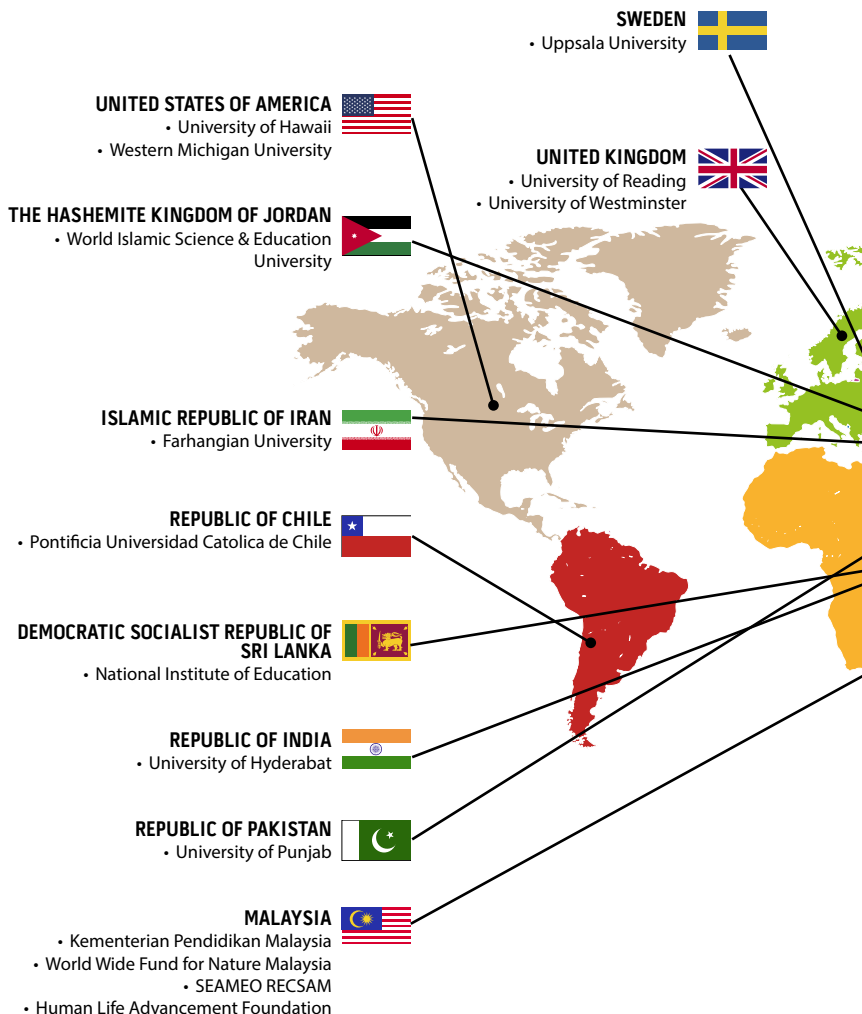 SWEDEN
• Uppsala University
UNITED STATES OF AMERICA
• University of Hawaii
• Western Michigan University
UNITED KINGDOM
• University of Reading
• University of Westminster
THE HASHEMITE KINGDOM OF JORDAN
• World Islamic Science & Education
University
ISLAMIC REPUBLIC OF IRAN
• Farhangian University
REPUBLIC OF CHILE
• Pontificia Universidad Catolica de Chile
DEMOCRATIC SOCIALIST REPUBLIC OF
SRI LANKA
• National Institute of Education
REPUBLIC OF INDIA
• University of Hyderabat
REPUBLIC OF PAKISTAN
• University of Punjab
MALAYSIA
• Kementerian Pendidikan Malaysia
• World Wide Fund for Nature Malaysia
• SEAMEO RECSAM
• Human Life Advancement Foundation